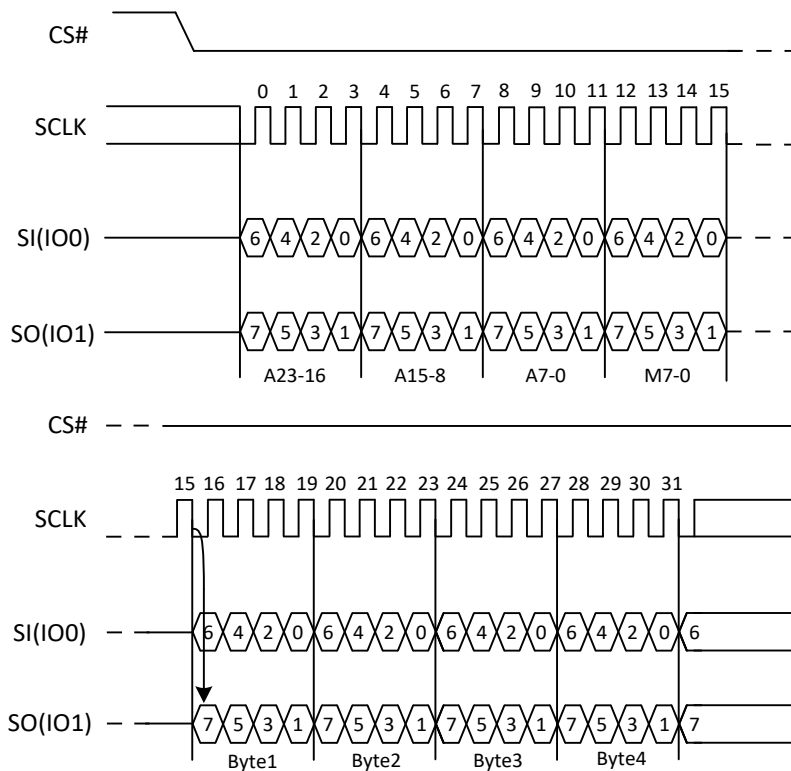 CS#
0 1 2 3 4 5 6 7 8 9 10 11 12 13 14 15
SCLK
SI(IO0) 6 4 2 0 6 4 2 0 6 4 2 0 6 4 2 0
SO(IO1) 7 5 3 1 7 5 3 1 7 5 3 1 7 5 3 1
A23-16 A15-8 A7-0 M7-0
CS#
15 16 17 18 19 20 21 22 23 24 25 26 27 28 29 30 31
SCLK
SI(IO0) 6 4 2 0 6 4 2 0 6 4 2 0 6 4 2 0 6
SO(IO1) 7 5 3 1 7 5 3 1 7 5 3 1 7 5 3 1 7
Byte1 Byte2 Byte3 Byte4